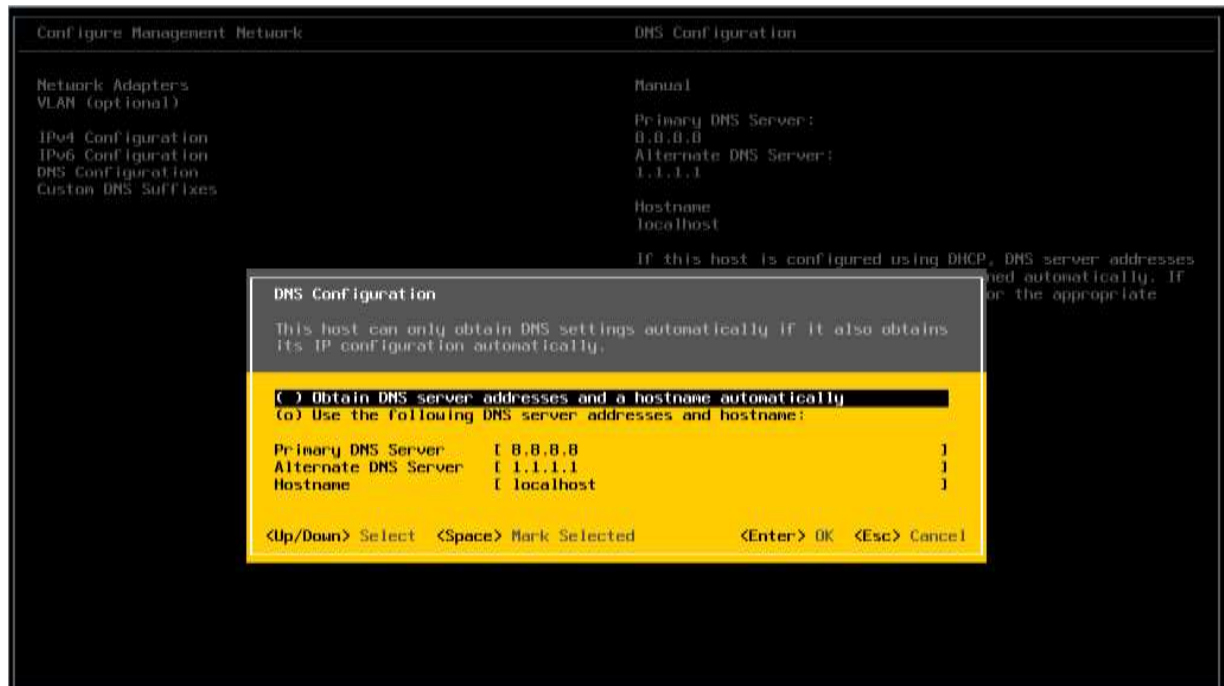 Configure Management Network
DNS Configuration
Network Adapters
VLAN (optional)
IPv4 Configuration
IPv6 Configuration
DNS Configuration
Custom DNS Suffixes
Manual
Primary DNS Server:
8.8.8.8
Alternate DNS Server:
1.1.1.1
Hostname
localhost
If this host is configured using DHCP, DNS server addresses
ned automatically. If
or the appropriate
DNS Configuration
This host can only obtain DNS settings automatically if it also obtains
its IP configuration automatically.
( ) Obtain DNS server addresses and a hostname automatically
(o) Use the following DNS server addresses and hostname:
Primary DNS Server [ 8.8.8.8 ]
Alternate DNS Server [ 1.1.1.1 ]
Hostname [ localhost ]
<Up/Down> Select <Space> Mark Selected <Enter> OK <Esc> Cancel